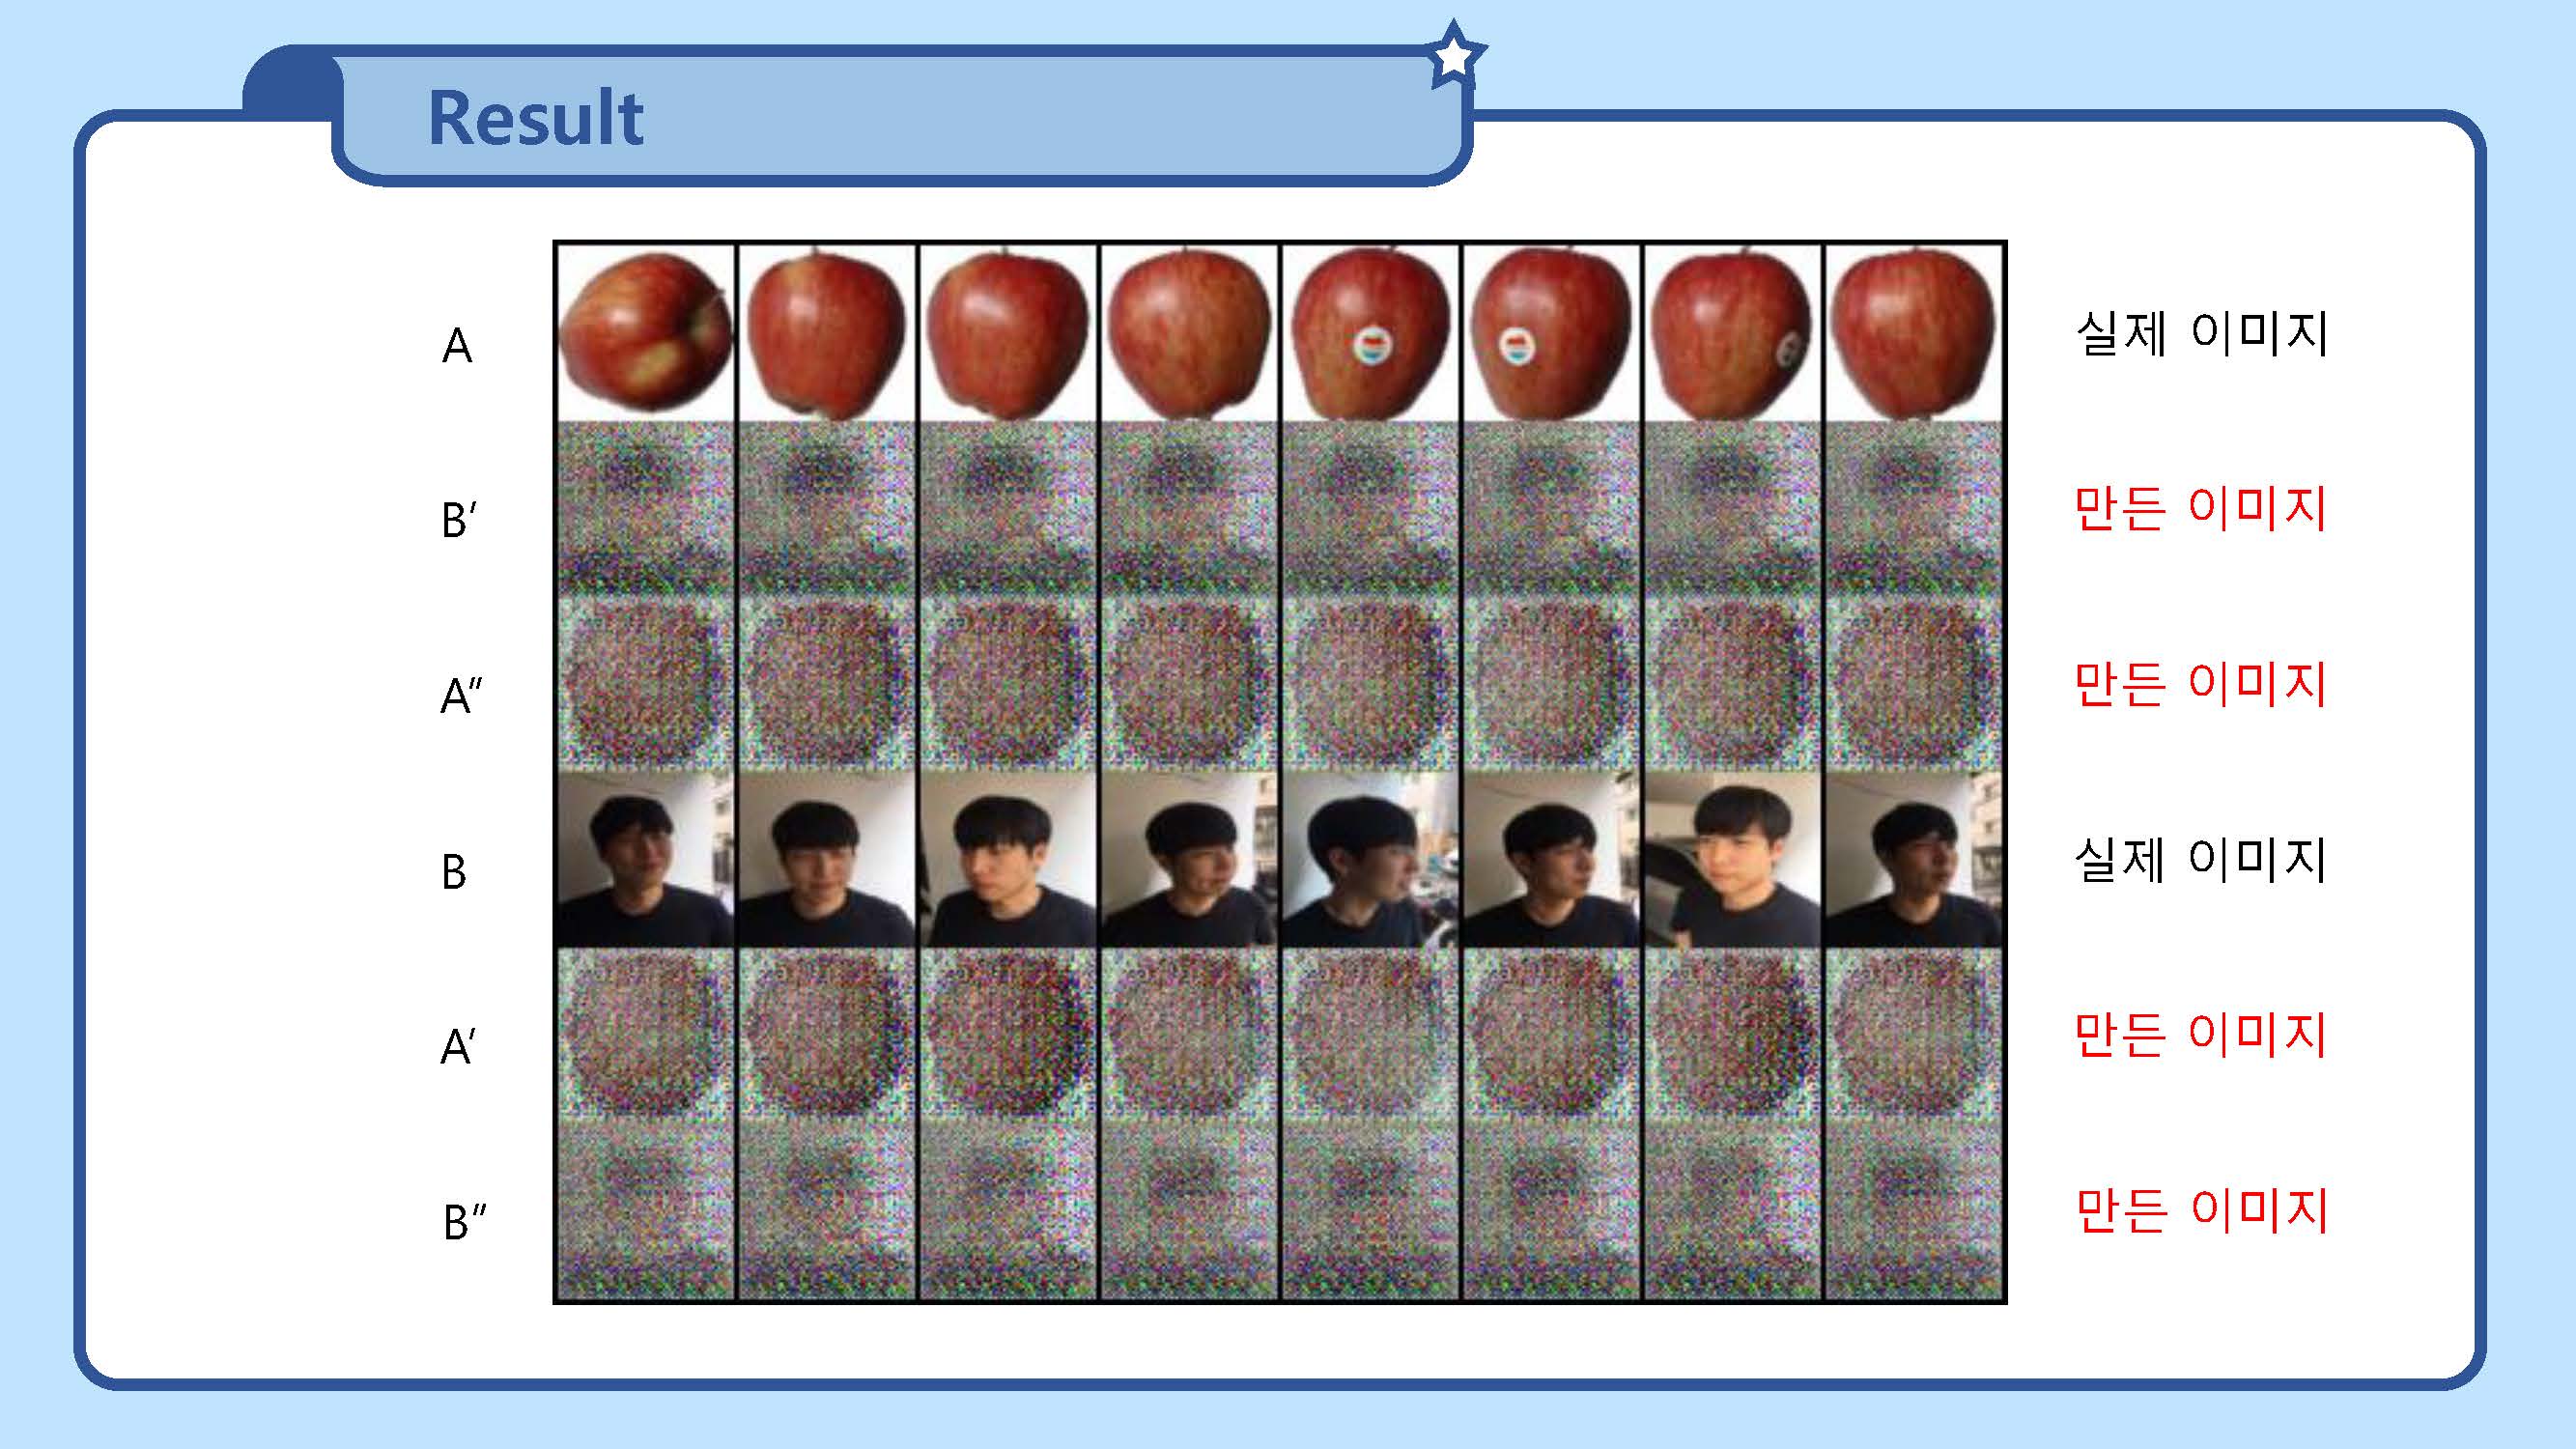 Result
A 실제 이미지
B′ 만든 이미지
A″ 만든 이미지
B 실제 이미지
A′ 만든 이미지
B″ 만든 이미지